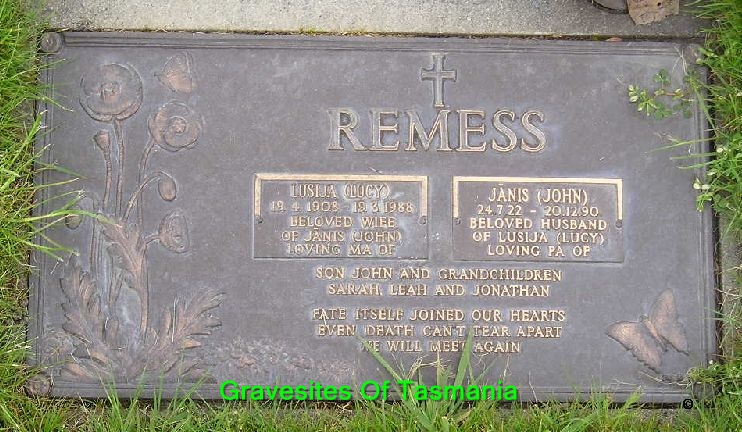 REMESS
LUSIJA (LUCY)
19.4.1908 - 19.3.1988
BELOVED WIFE
OF JANIS (JOHN)
LOVING MA OF
JANIS (JOHN)
24.7.22 - 20.12.90
BELOVED HUSBAND
OF LUSIJA (LUCY)
LOVING PA OF
SON JOHN AND GRANDCHILDREN
SARAH, LEAH AND JONATHAN
FATE ITSELF JOINED OUR HEARTS
EVEN DEATH CAN'T TEAR APART
WE WILL MEET AGAIN
Gravesites Of Tasmania